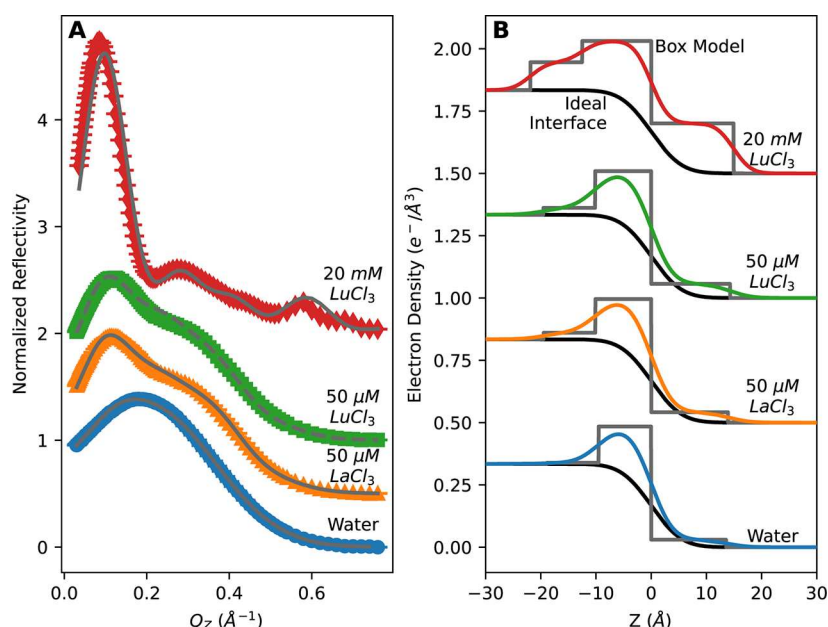 A
Normalized Reflectivity
4
3
2
1
0
20 mM
LuCl₃
50 μM
LuCl₃
50 μM
LaCl₃
Water
0.0 0.2 0.4 0.6
Q_Z (Å⁻¹)
B
Electron Density (e⁻/Å³)
2.00
1.75
1.50
1.25
1.00
0.75
0.50
0.25
0.00
Box Model
Ideal
Interface
20 mM
LuCl₃
50 μM
LuCl₃
50 μM
LaCl₃
Water
−30 −20 −10 0 10 20 30
Z (Å)